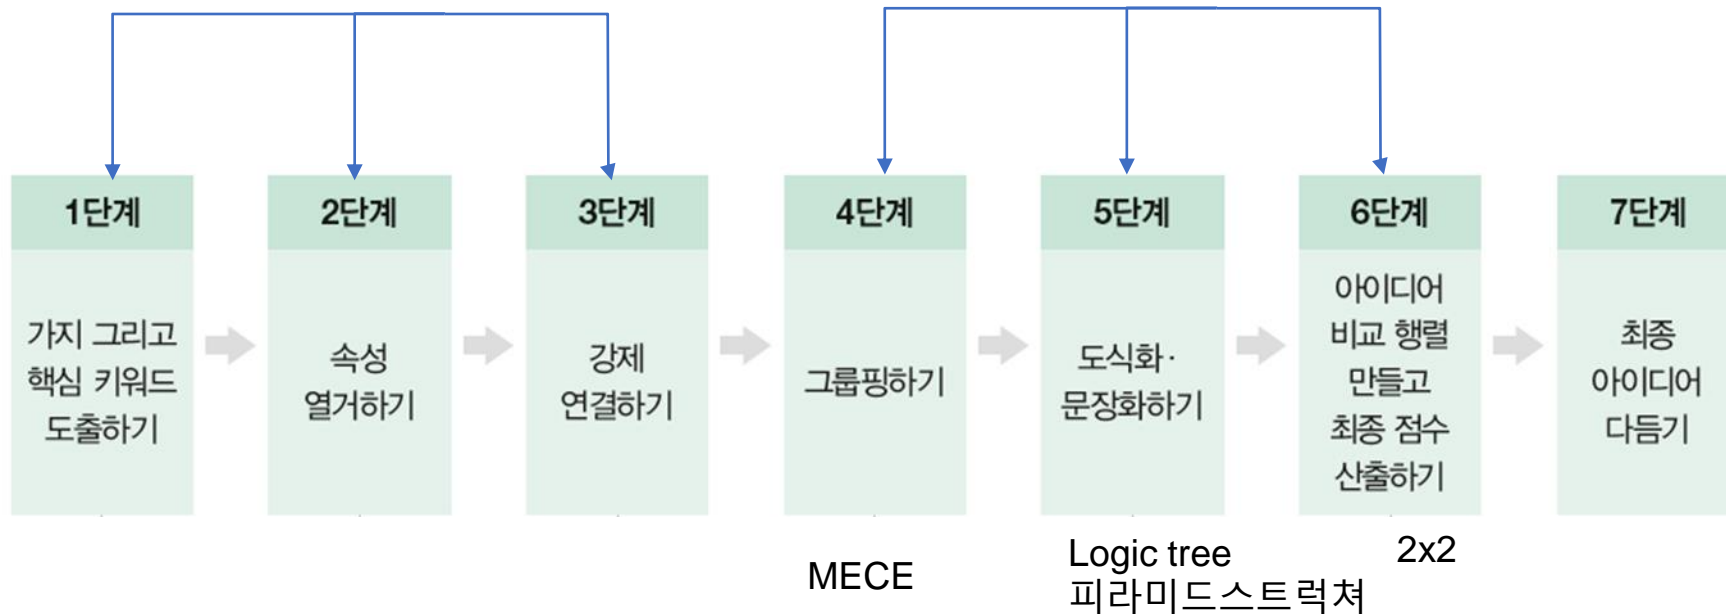 1단계
가지 그리고
핵심 키워드
도출하기
2단계
속성
열거하기
3단계
강제
연결하기
4단계
그룹핑하기
5단계
도식화·
문장화하기
6단계
아이디어
비교 행렬
만들고
최종 점수
산출하기
7단계
최종
아이디어
다듬기
MECE
Logic tree
피라미드스트럭쳐
2x2